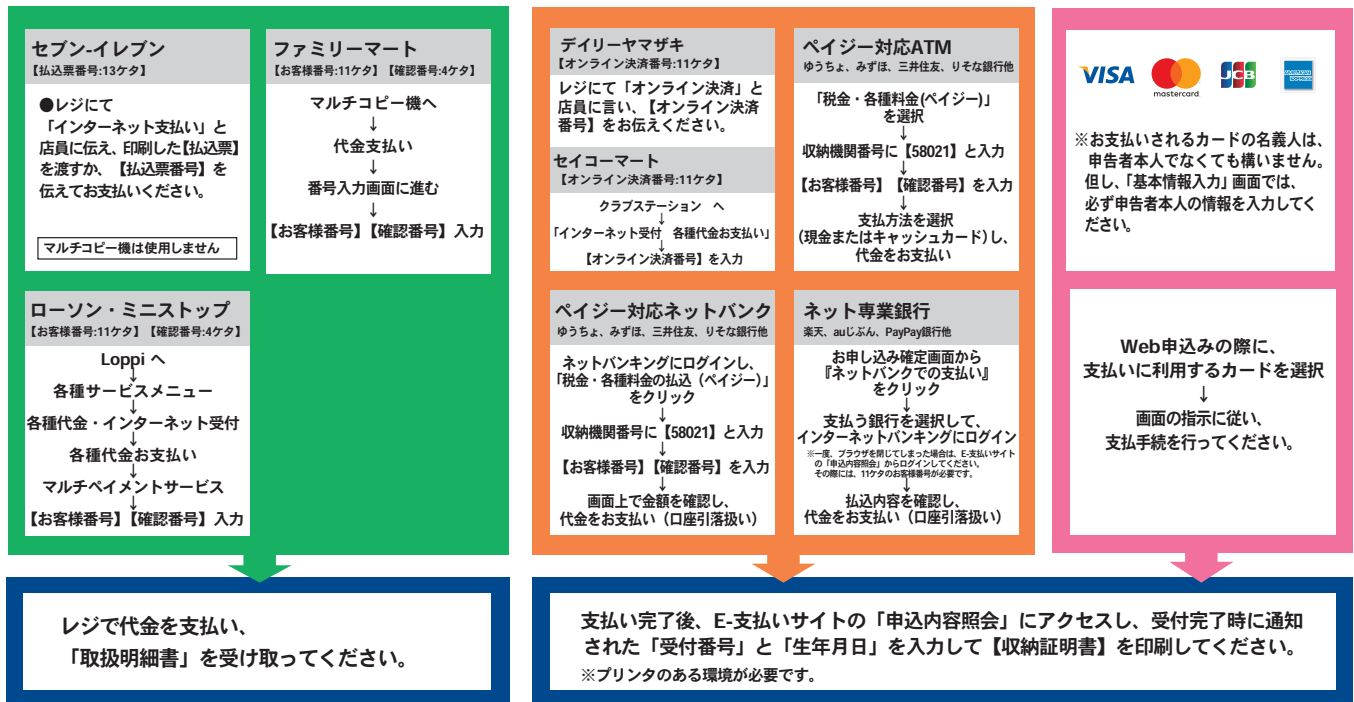 セブン-イレブン
【払込票番号:13ケタ】
●レジにて
「インターネット支払い」と
店員に伝え、印刷した【払込票】
を渡すか、【払込票番号】を
伝えてお支払いください。
マルチコピー機は使用しません
ファミリーマート
【お客様番号:11ケタ】【確認番号:4ケタ】
マルチコピー機へ
↓
代金支払い
↓
番号入力画面に進む
↓
【お客様番号】【確認番号】入力
ローソン・ミニストップ
【お客様番号:11ケタ】【確認番号:4ケタ】
Loppi へ
↓
各種サービスメニュー
↓
各種代金・インターネット受付
↓
各種代金お支払い
↓
マルチペイメントサービス
↓
【お客様番号】【確認番号】入力
デイリーヤマザキ
【オンライン決済番号:11ケタ】
レジにて「オンライン決済」と
店員に言い、【オンライン決済
番号】をお伝えください。
セイコーマート
【オンライン決済番号:11ケタ】
クラブステーション へ
↓
「インターネット受付 各種代金お支払い」
↓
【オンライン決済番号】を入力
ペイジー対応ATM
ゆうちょ、みずほ、三井住友、りそな銀行他
「税金・各種料金(ペイジー)」
を選択
↓
収納機関番号に【58021】と入力
↓
【お客様番号】【確認番号】を入力
↓
支払方法を選択
(現金またはキャッシュカード)し、
代金をお支払い
ペイジー対応ネットバンク
ゆうちょ、みずほ、三井住友、りそな銀行他
ネットバンキングにログインし、
「税金・各種料金の払込(ペイジー)」
をクリック
↓
収納機関番号に【58021】と入力
↓
【お客様番号】【確認番号】を入力
↓
画面上で金額を確認し、
代金をお支払い(口座引落扱い)
ネット専業銀行
楽天、auじぶん、PayPay銀行他
お申し込み確定画面から
『ネットバンクでの支払い』
をクリック
↓
支払う銀行を選択して、
インターネットバンキングにログイン
※一度、ブラウザを閉じてしまった場合は、E-支払いサイト
の「申込内容照会」からログインしてください。
その際には、11ケタのお客様番号が必要です。
↓
払込内容を確認し、
代金をお支払い(口座引落扱い)
VISA
mastercard
JCB
AMERICAN EXPRESS
※お支払いされるカードの名義人は、
申告者本人でなくても構いません。
但し、「基本情報入力」画面では、
必ず申告者本人の情報を入力してく
ださい。
Web申込みの際に、
支払いに利用するカードを選択
↓
画面の指示に従い、
支払手続を行ってください。
レジで代金を支払い、
「取扱明細書」を受け取ってください。
支払い完了後、E-支払いサイトの「申込内容照会」にアクセスし、受付完了時に通知
された「受付番号」と「生年月日」を入力して【収納証明書】を印刷してください。
※プリンタのある環境が必要です。